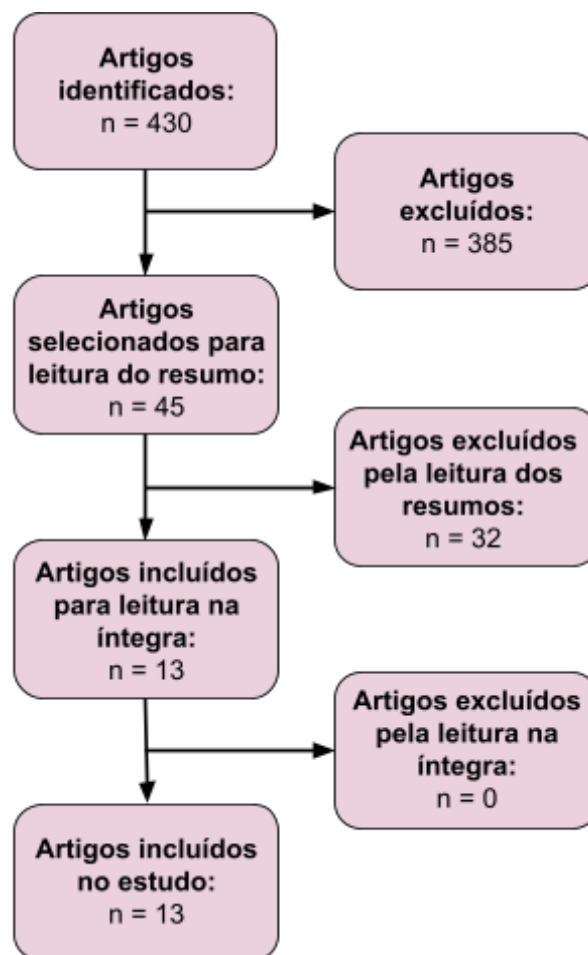 Artigos
identificados:
n = 430
Artigos
excluídos:
n = 385
Artigos
selecionados para
leitura do resumo:
n = 45
Artigos excluídos
pela leitura dos
resumos:
n = 32
Artigos incluídos
para leitura na
íntegra:
n = 13
Artigos excluídos
pela leitura na
íntegra:
n = 0
Artigos incluídos
no estudo:
n = 13